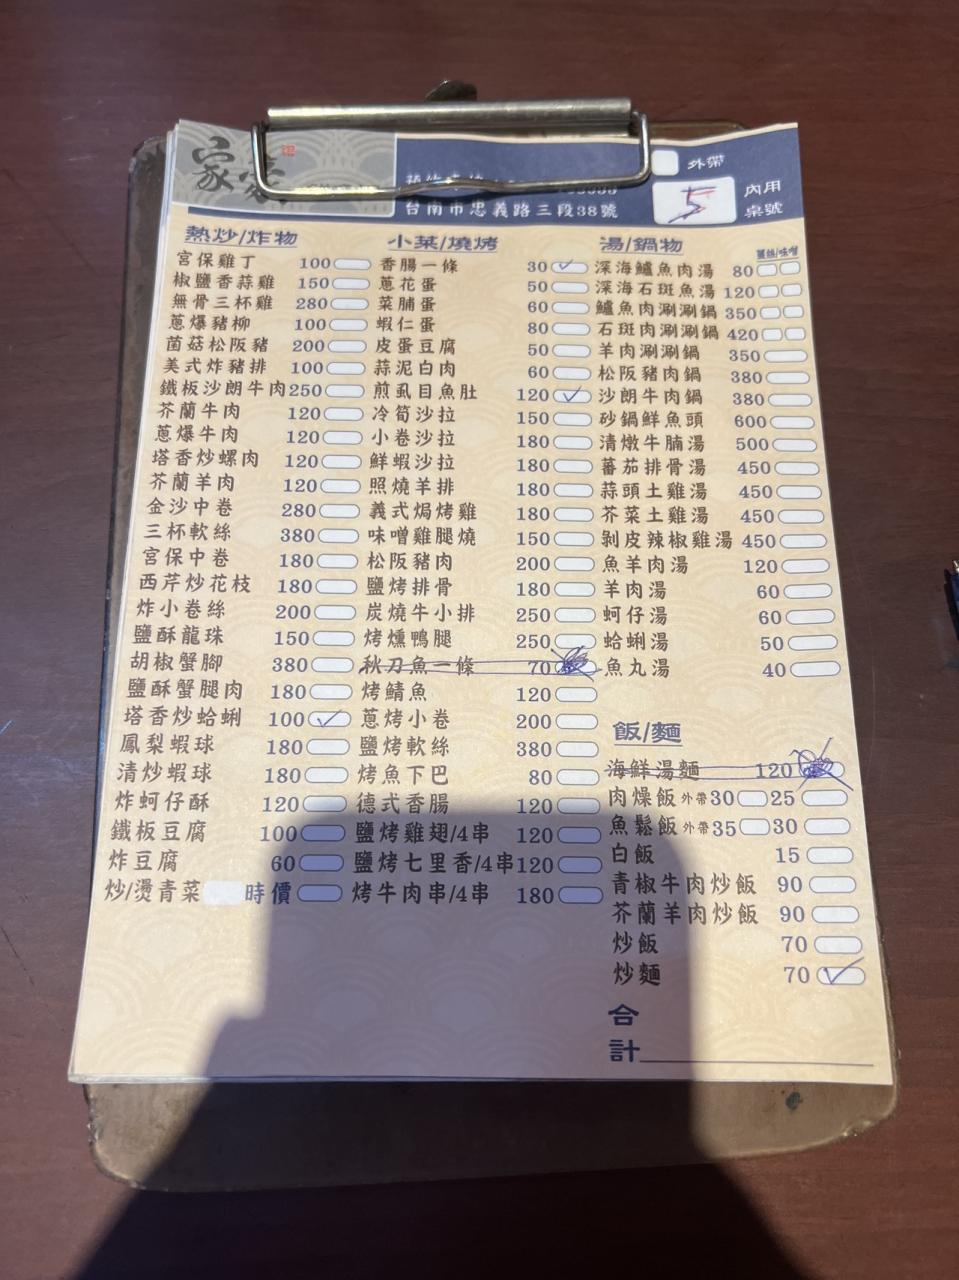 家
外帶
台南市忠義路三段38號
5
內用
桌號
熱炒/炸物
宮保雞丁 100
椒鹽香蒜雞 150
無骨三杯雞 280
蔥爆豬柳 100
菌菇松阪豬 200
美式炸豬排 100
鐵板沙朗牛肉 250
芥蘭牛肉 120
蔥爆牛肉 120
塔香炒螺肉 120
芥蘭羊肉 120
金沙中卷 280
三杯軟絲 380
宮保中卷 180
西芹炒花枝 180
炸小卷絲 200
鹽酥龍珠 150
胡椒蟹腳 380
鹽酥蟹腿肉 180
塔香炒蛤蜊 100 ✓
鳳梨蝦球 180
清炒蝦球 180
炸蚵仔酥 120
鐵板豆腐 100
炸豆腐 60
炒/燙青菜 時價
小菜/燒烤
香腸一條 30 ✓
蔥花蛋 50
菜脯蛋 60
蝦仁蛋 80
皮蛋豆腐 50
蒜泥白肉 60
煎虱目魚肚 120 ✓
冷筍沙拉 150
小卷沙拉 180
鮮蝦沙拉 180
照燒羊排 180
義式焗烤雞 180
味噌雞腿燒 150
松阪豬肉 200
鹽烤排骨 180
炭燒牛小排 250
烤燻鴨腿 250
秋刀魚一條 70
烤鯖魚 120
蔥烤小卷 200
鹽烤軟絲 380
烤魚下巴 80
德式香腸 120
鹽烤雞翅/4串 120
鹽烤七里香/4串 120
烤牛肉串/4串 180
湯/鍋物
深海鱸魚肉湯 80
深海石斑魚湯 120
鱸魚肉涮涮鍋 350
石斑肉涮涮鍋 420
羊肉涮涮鍋 350
松阪豬肉鍋 380
沙朗牛肉鍋 380
砂鍋鮮魚頭 600
清燉牛腩湯 500
蕃茄排骨湯 450
蒜頭土雞湯 450
芥菜土雞湯 450
剝皮辣椒雞湯 450
魚羊肉湯 120
羊肉湯 60
蚵仔湯 60
蛤蜊湯 50
魚丸湯 40
飯/麵
海鮮湯麵 120
肉燥飯 外帶30 25
魚鬆飯 外帶35 30
白飯 15
青椒牛肉炒飯 90
芥蘭羊肉炒飯 90
炒飯 70
炒麵 70 ✓
合
計